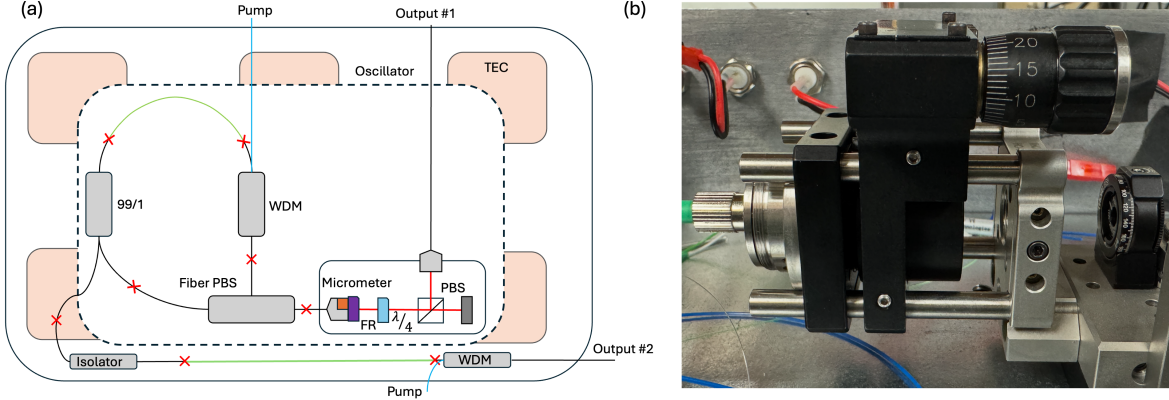 (a)
Pump
Output #1
(b)
Oscillator
TEC
99/1
WDM
Fiber PBS
Micrometer
PBS
FR
λ/4
Isolator
WDM
Output #2
Pump
20
15
10